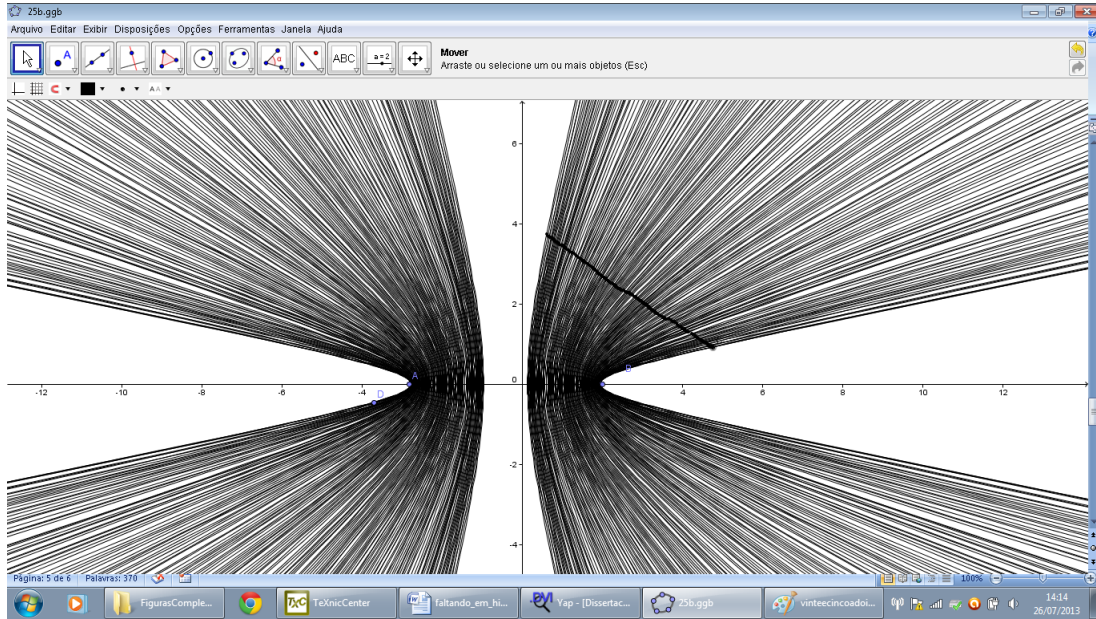 25b.ggb
Arquivo Editar Exibir Disposições Opções Ferramentas Janela Ajuda
A
α
ABC
a=2
Mover
Arraste ou selecione um ou mais objetos (Esc)
A A
6
4
2
0
-2
-4
-12 -10 -8 -6 -4 4 6 8 10 12
A
B
D
Página: 5 de 6 Palavras: 370 100%
FigurasComple... TXC TeXnicCenter faltando_em_hi... DVI Yap - [Dissertac... 25b.ggb vinteecincoadoi... 14:14
26/07/2013